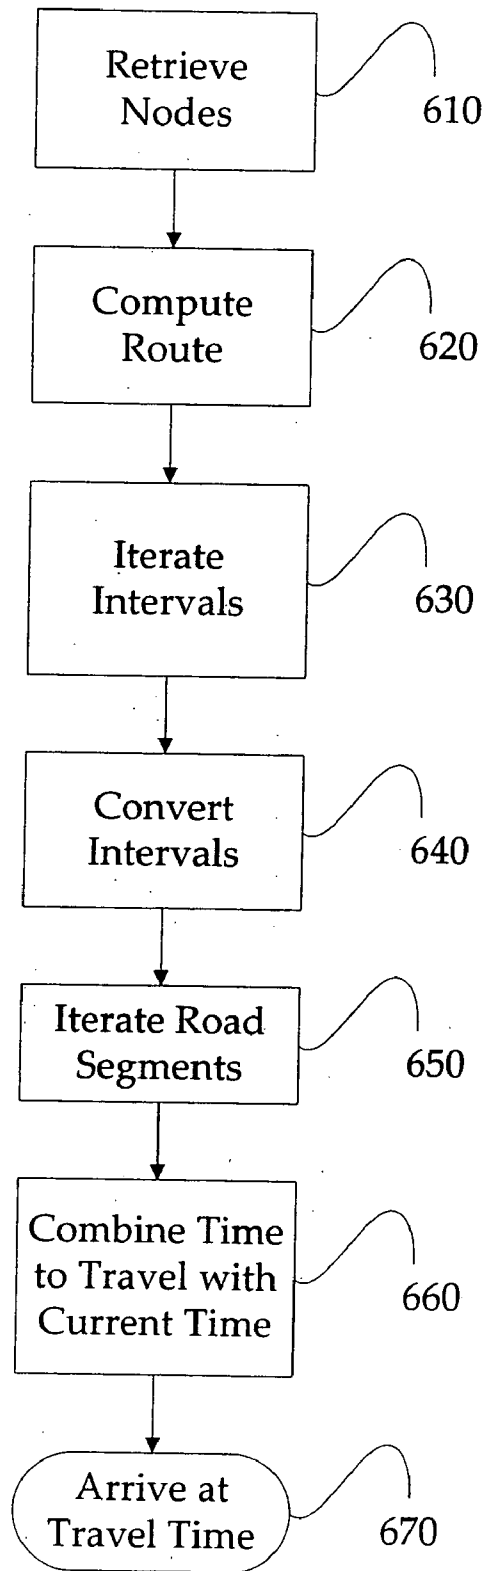 Retrieve
Nodes
610
Compute
Route
620
Iterate
Intervals
630
Convert
Intervals
640
Iterate Road
Segments
650
Combine Time
to Travel with
Current Time
660
Arrive at
Travel Time
670